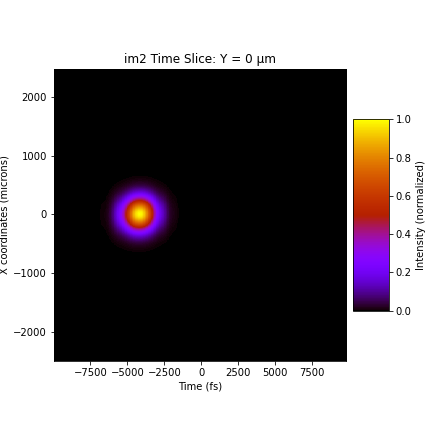 im2 Time Slice: Y = 0 μm
X coordinates (microns)
2000
1000
0
−1000
−2000
−7500 −5000 −2500 0 2500 5000 7500
Time (fs)
1.0
0.8
0.6
0.4
0.2
0.0
Intensity (normalized)